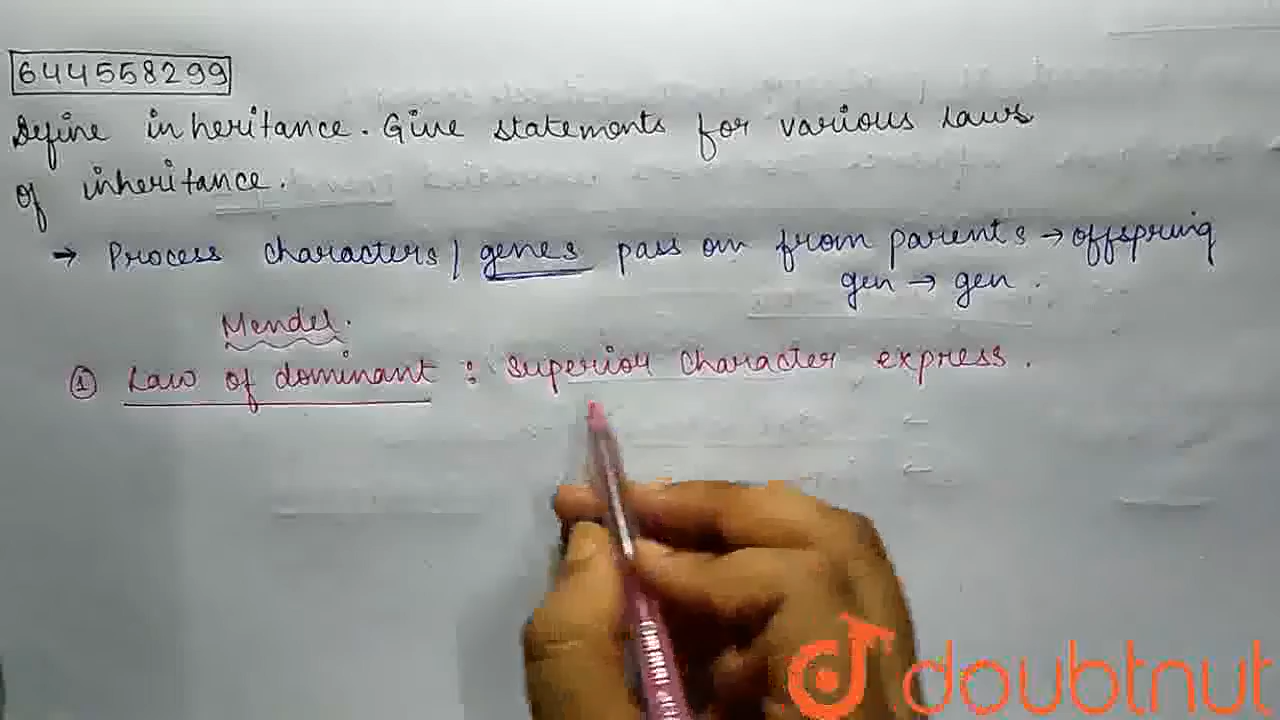 644558299
Define inheritance. Give statements for various laws
of inheritance.
→ Process characters / genes pass on from parents → offspring
gen → gen.
Mendel.
① Law of dominant : Superior character express.
doubtnut